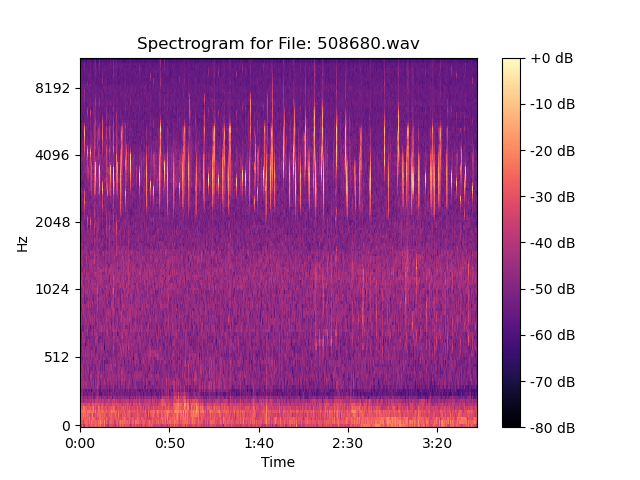 Spectrogram for File: 508680.wav
Hz
8192
4096
2048
1024
512
0
0:00 0:50 1:40 2:30 3:20
Time
+0 dB
-10 dB
-20 dB
-30 dB
-40 dB
-50 dB
-60 dB
-70 dB
-80 dB